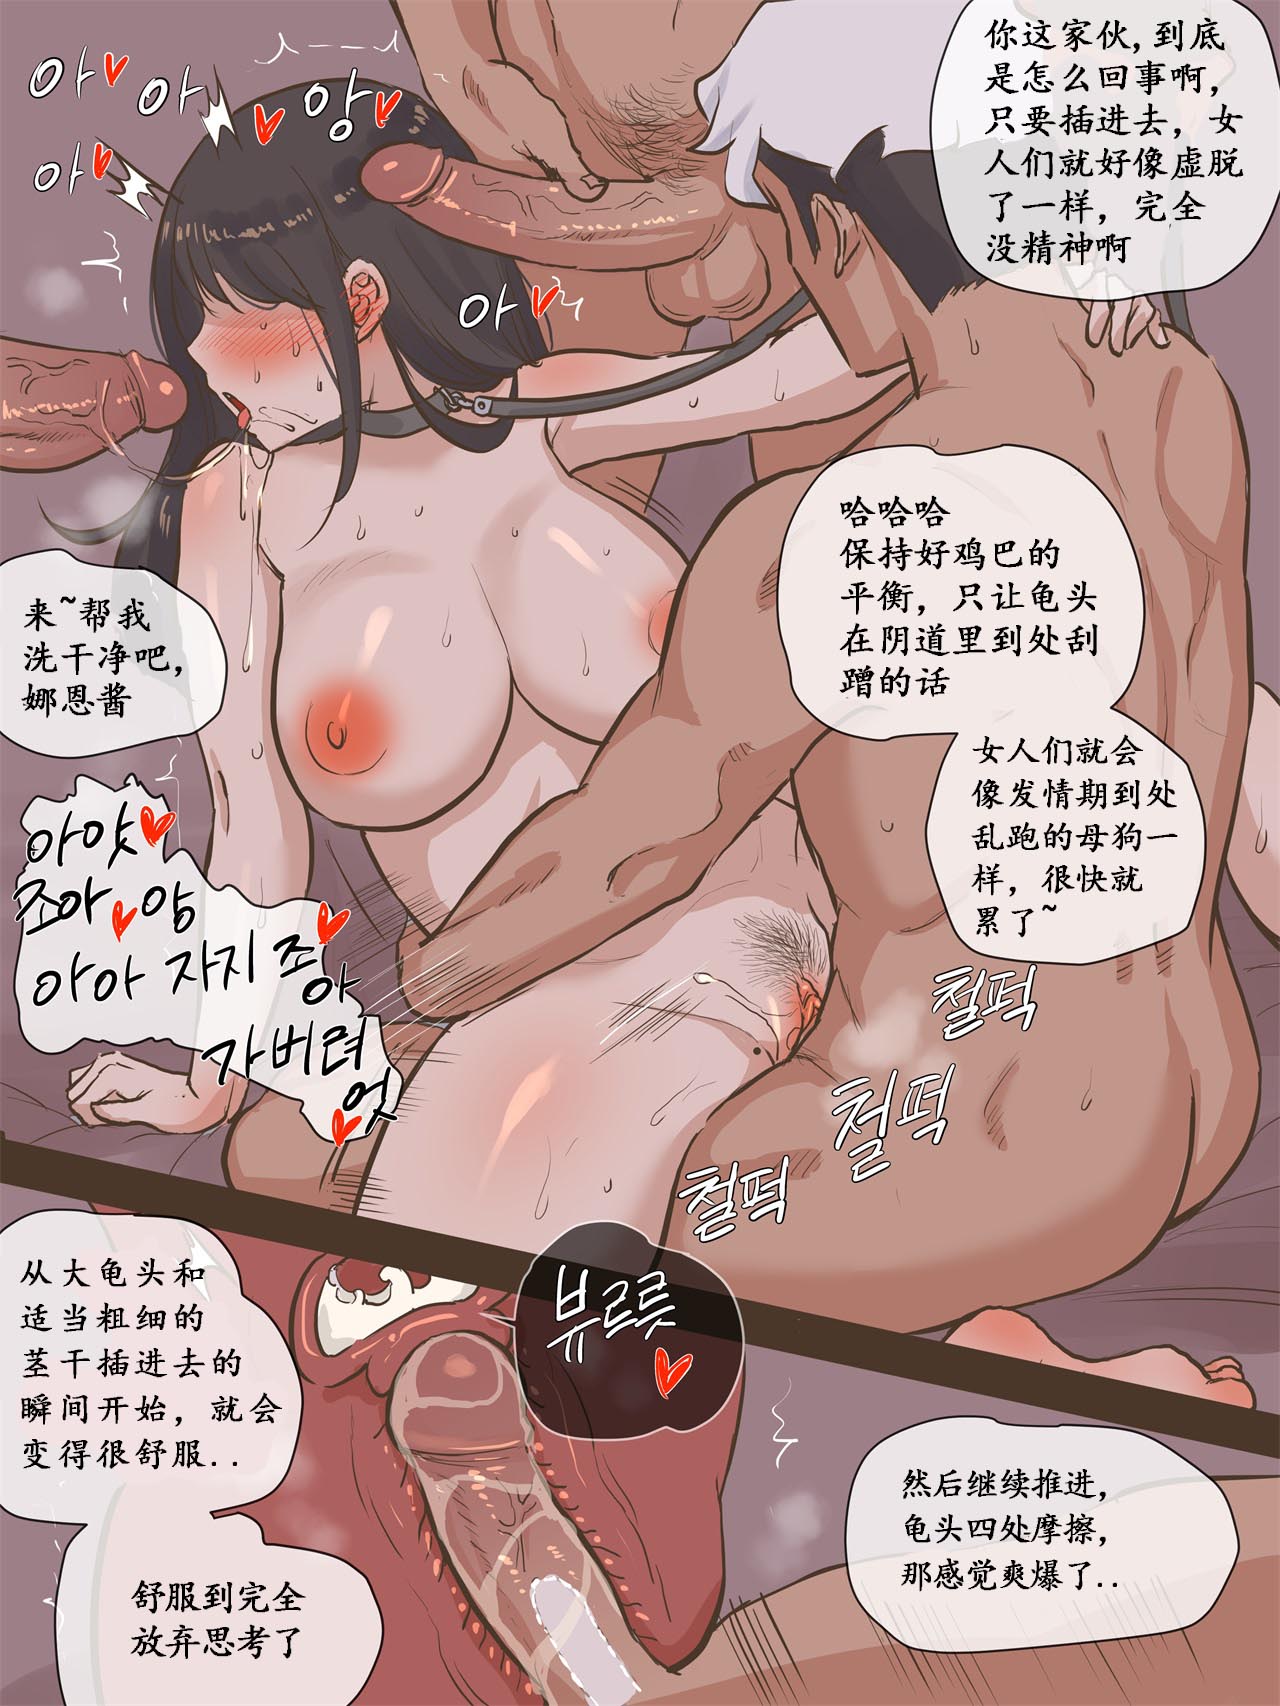 你这家伙,到底
是怎么回事啊，
只要插进去，女
人们就好像虚脱
了一样，完全
没精神啊
아
아
앙
아
아
哈哈哈
保持好鸡巴的
平衡，只让龟头
在阴道里到处刮
蹭的话
女人们就会
像发情期到处
乱跑的母狗一
样，很快就
累了~
来~帮我
洗干净吧,
娜恩酱
아앗
조아 앙
아아 자지 조아
가버려
엇
철퍽
철퍽
철퍽
从大龟头和
适当粗细的
茎干插进去的
瞬间开始，就会
变得很舒服..
뷰르릇
舒服到完全
放弃思考了
然后继续推进,
龟头四处摩擦,
那感觉爽爆了..